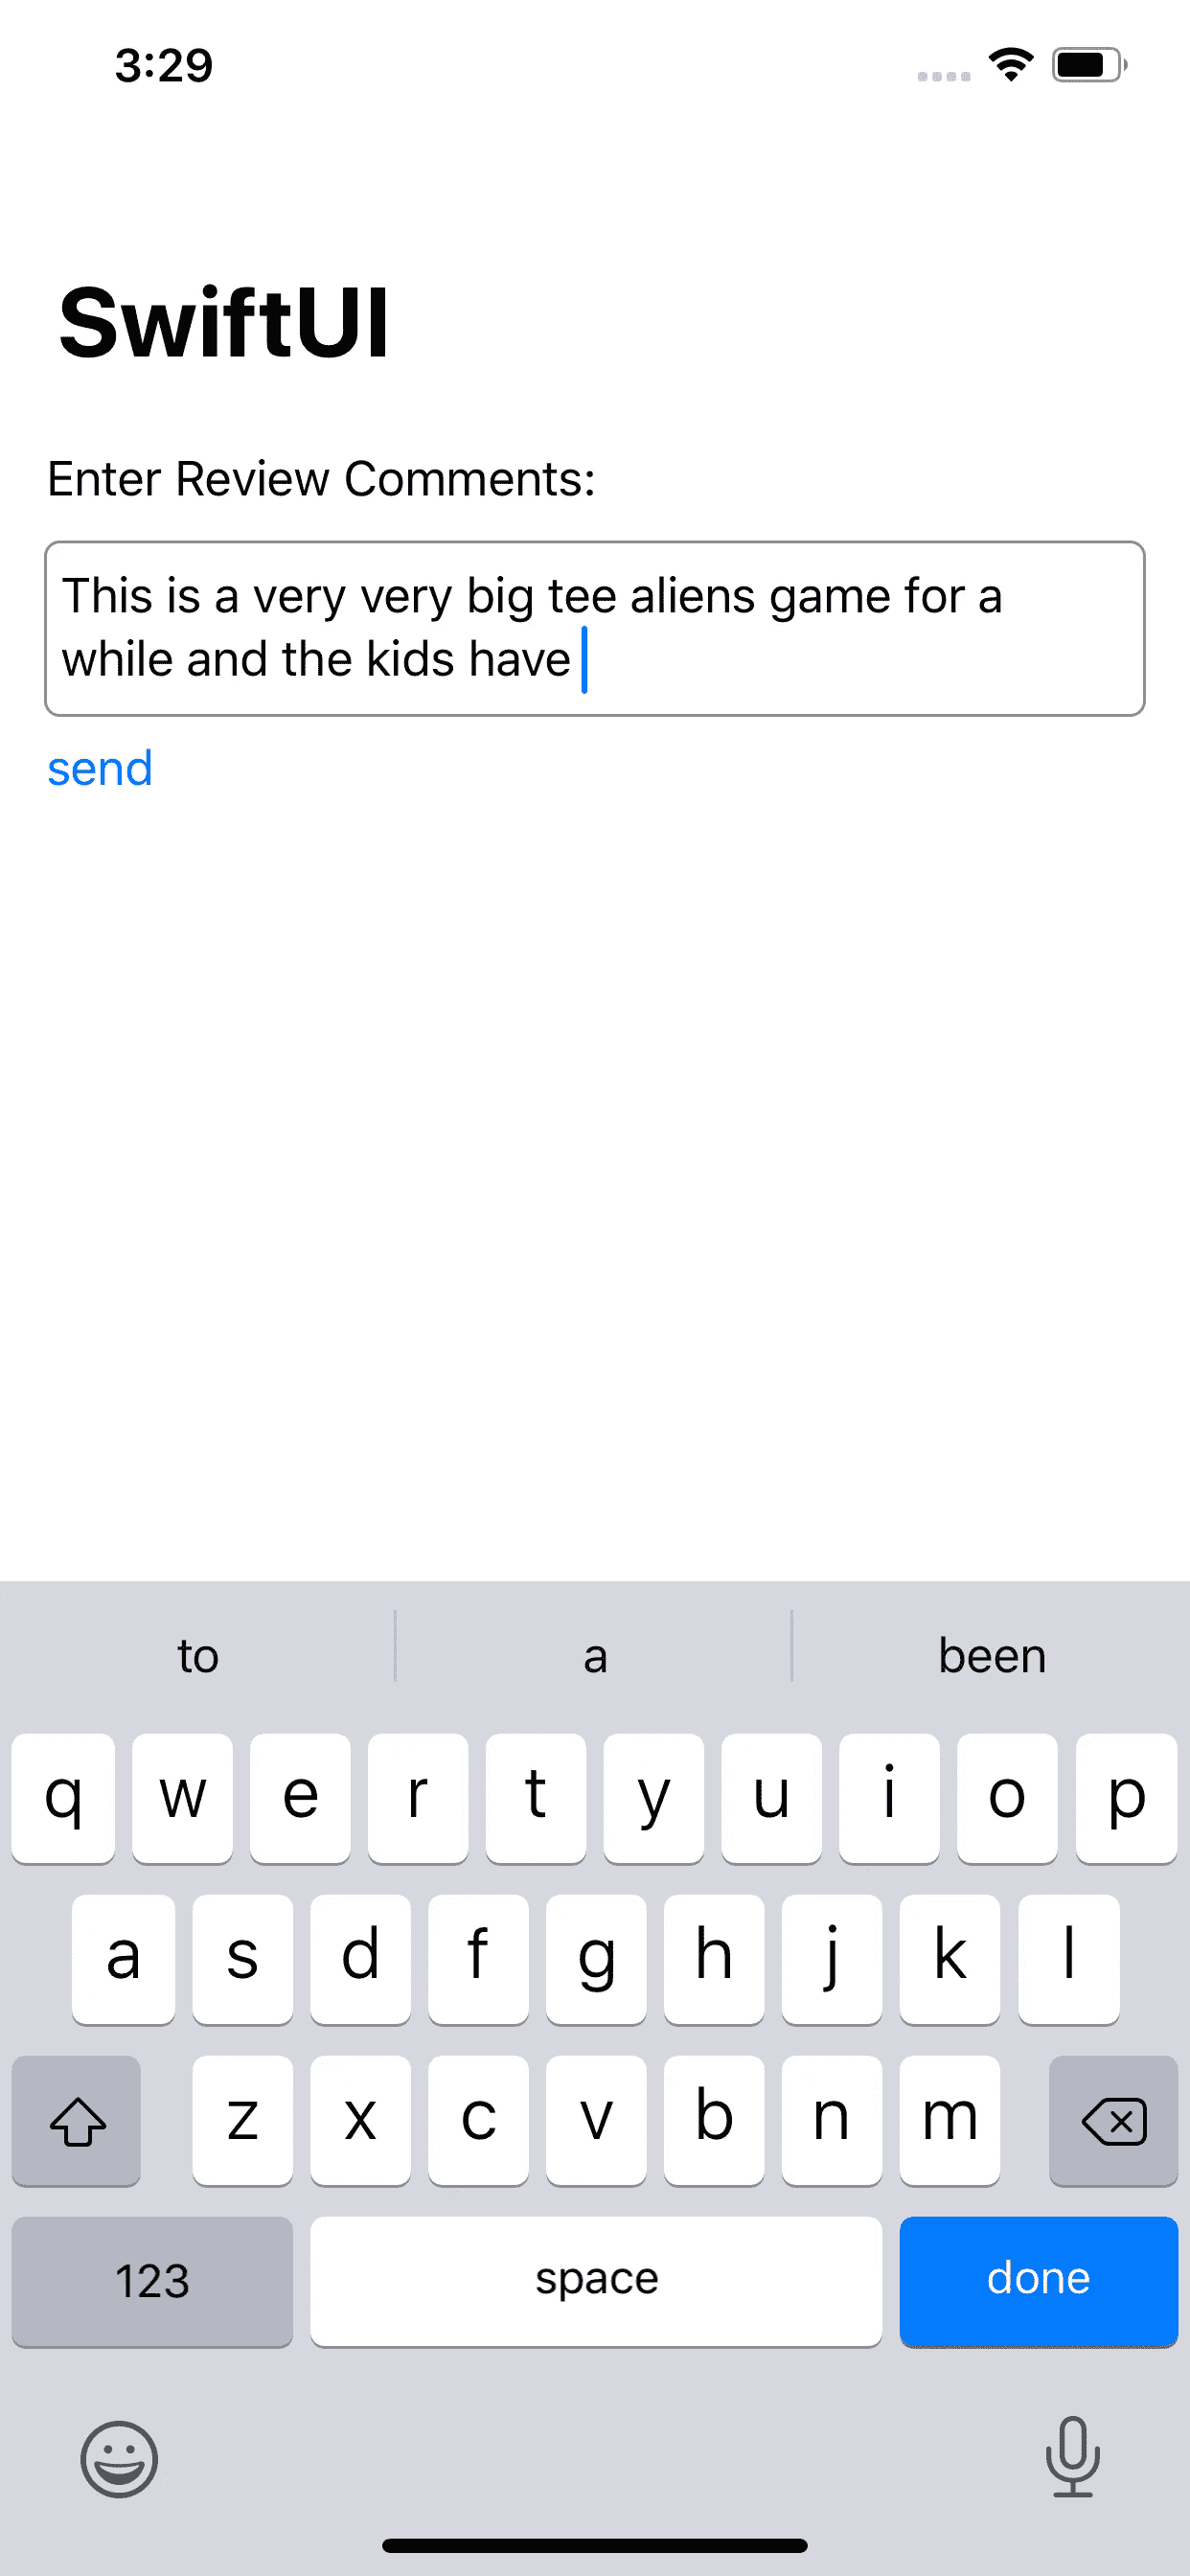 3:29
SwiftUI
Enter Review Comments:
This is a very very big tee aliens game for a
while and the kids have
send
to a been
q w e r t y u i o p
a s d f g h j k l
z x c v b n m
123 space done